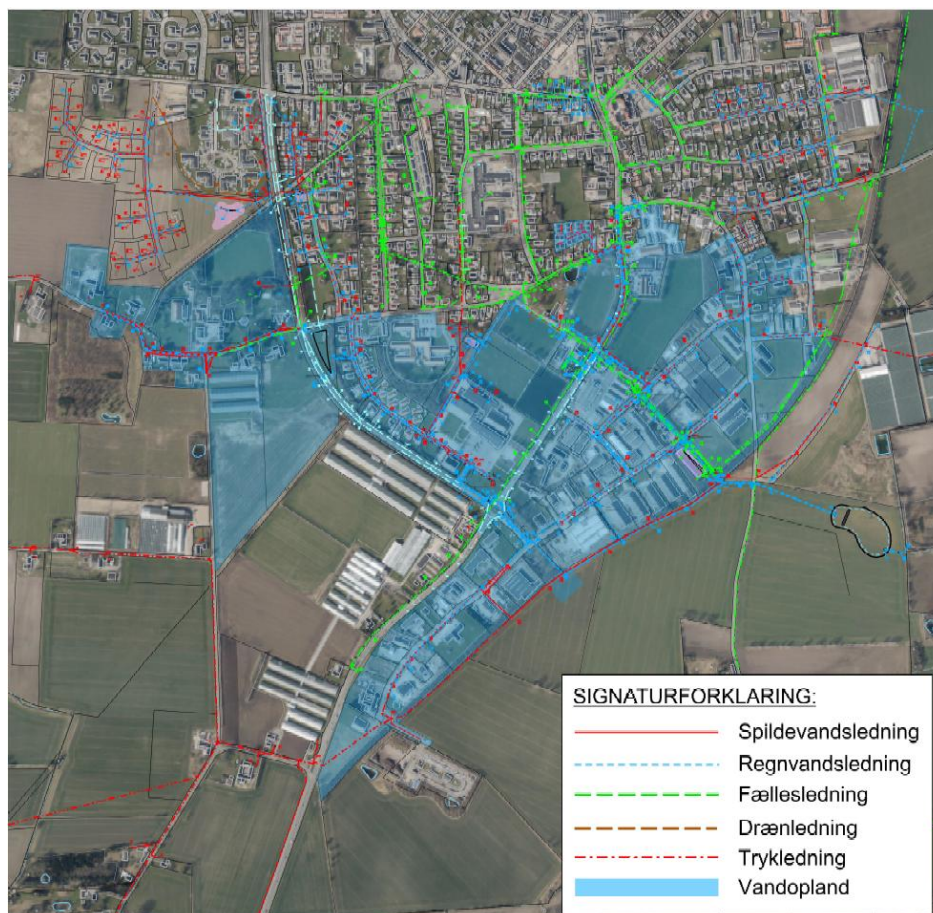 SIGNATURFORKLARING:
Spildevandsledning
Regnvandsledning
Fællesledning
Drænledning
Trykledning
Vandopland